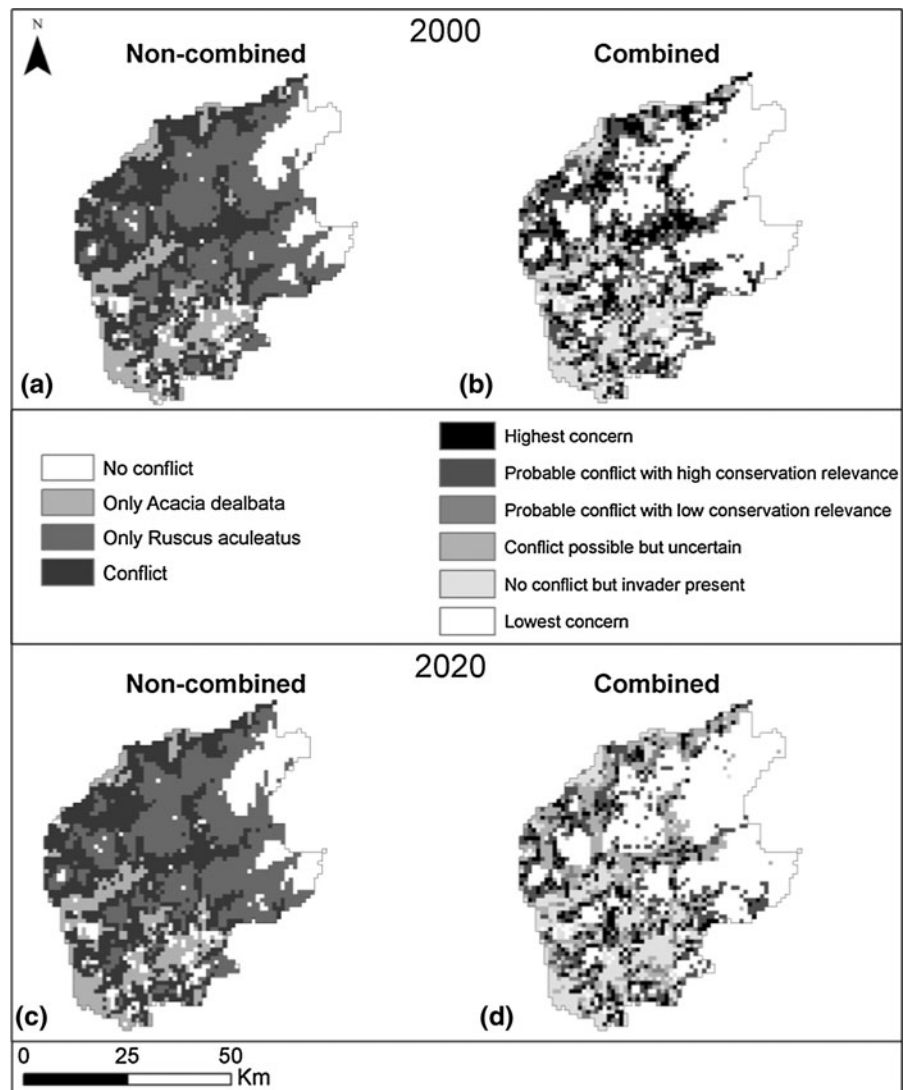 N
2000
Non-combined
Combined
(a)
(b)
No conflict
Only Acacia dealbata
Only Ruscus aculeatus
Conflict
Highest concern
Probable conflict with high conservation relevance
Probable conflict with low conservation relevance
Conflict possible but uncertain
No conflict but invader present
Lowest concern
2020
Non-combined
Combined
(c)
(d)
0 25 50
Km